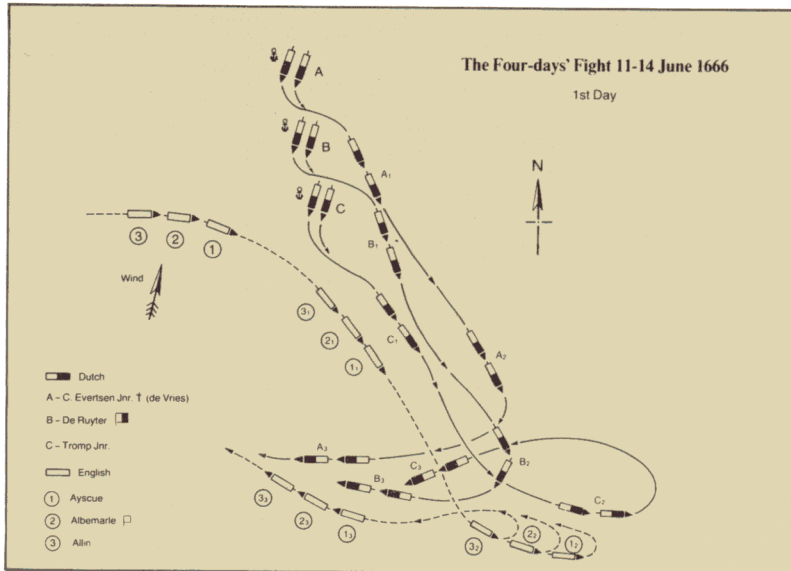 The Four-days' Fight 11-14 June 1666
1st Day
A
B
C
N
A₁
B₁
C₁
3
2
1
Wind
3₁
2₁
1₁
A₂
B₂
C₂
A₃
B₃
C₃
3₃
2₃
1₃
3₂
2₂
1₂
Dutch
A – C. Evertsen Jnr. † (de Vries)
B – De Ruyter
C – Tromp Jnr.
English
1 Ayscue
2 Albemarle
3 Allin